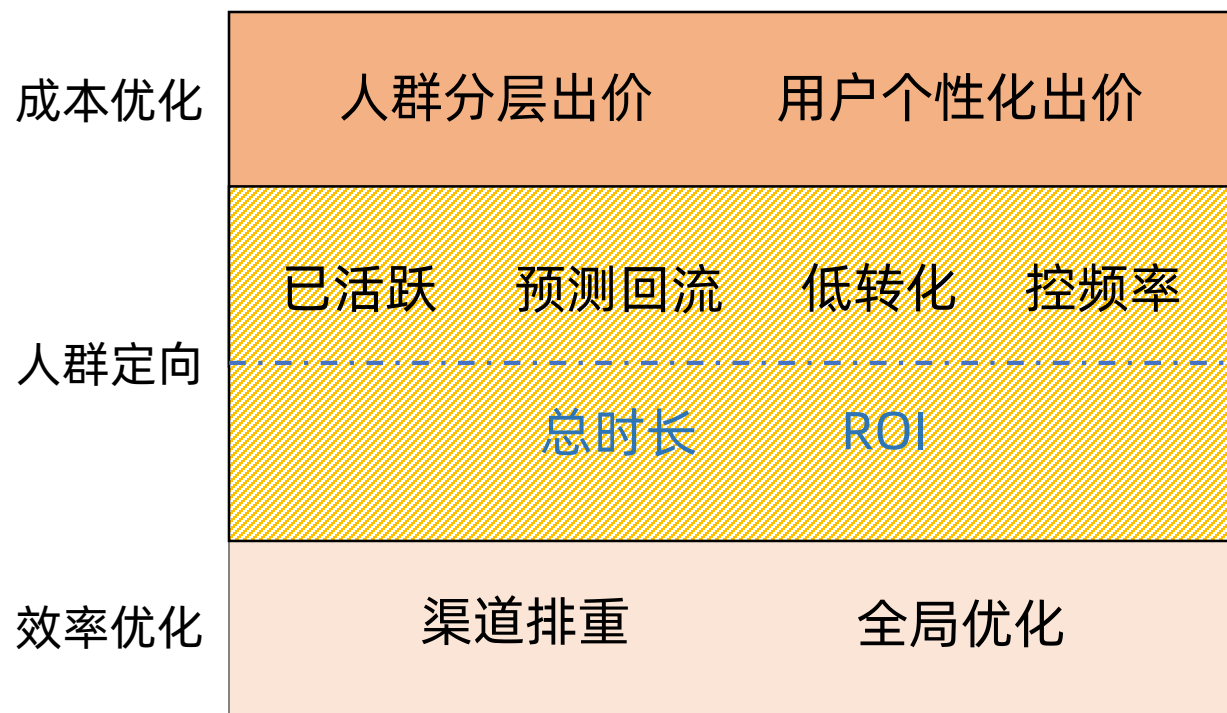 成本优化
人群分层出价
用户个性化出价
已活跃
预测回流
低转化
控频率
人群定向
总时长
ROI
效率优化
渠道排重
全局优化